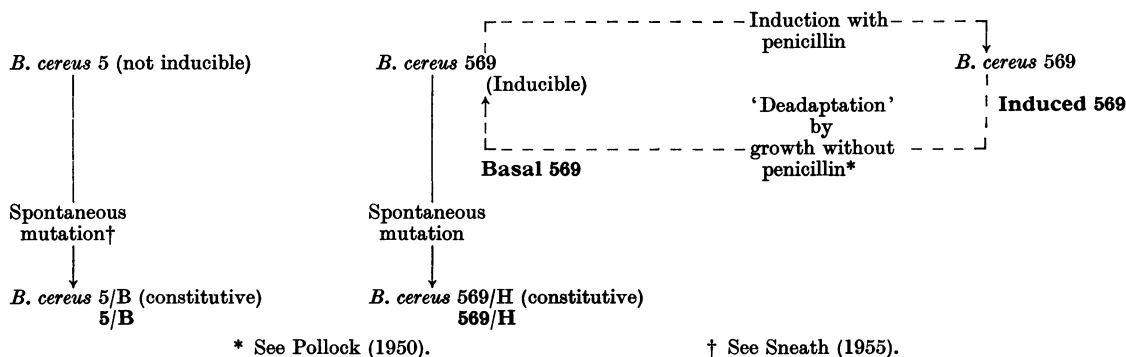 Induction with
penicillin
B. cereus 5 (not inducible)
B. cereus 569
B. cereus 569
(Inducible)
'Deadaptation'
by
growth without
penicillin*
Induced 569
Basal 569
Spontaneous
mutation†
Spontaneous
mutation
B. cereus 5/B (constitutive)
5/B
B. cereus 569/H (constitutive)
569/H
* See Pollock (1950).
† See Sneath (1955).